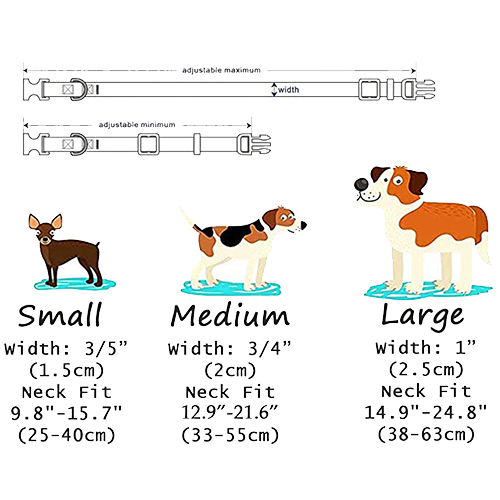 adjustable maximum
width
adjustable minimum
Small
Width: 3/5”
(1.5cm)
Neck Fit
9.8"-15.7"
(25-40cm)
Medium
Width: 3/4”
(2cm)
Neck Fit
12.9"-21.6"
(33-55cm)
Large
Width: 1”
(2.5cm)
Neck Fit
14.9"-24.8"
(38-63cm)